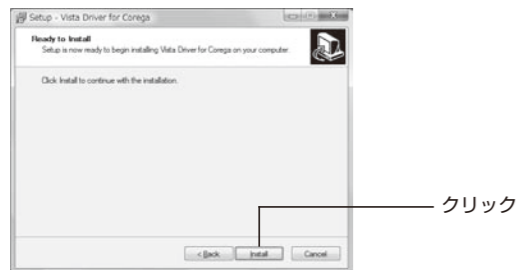 Setup - Vista Driver for Corega
Ready to Install
Setup is now ready to begin installing Vista Driver for Corega on your computer.
Click Install to continue with the installation.
クリック
< Back
Install
Cancel